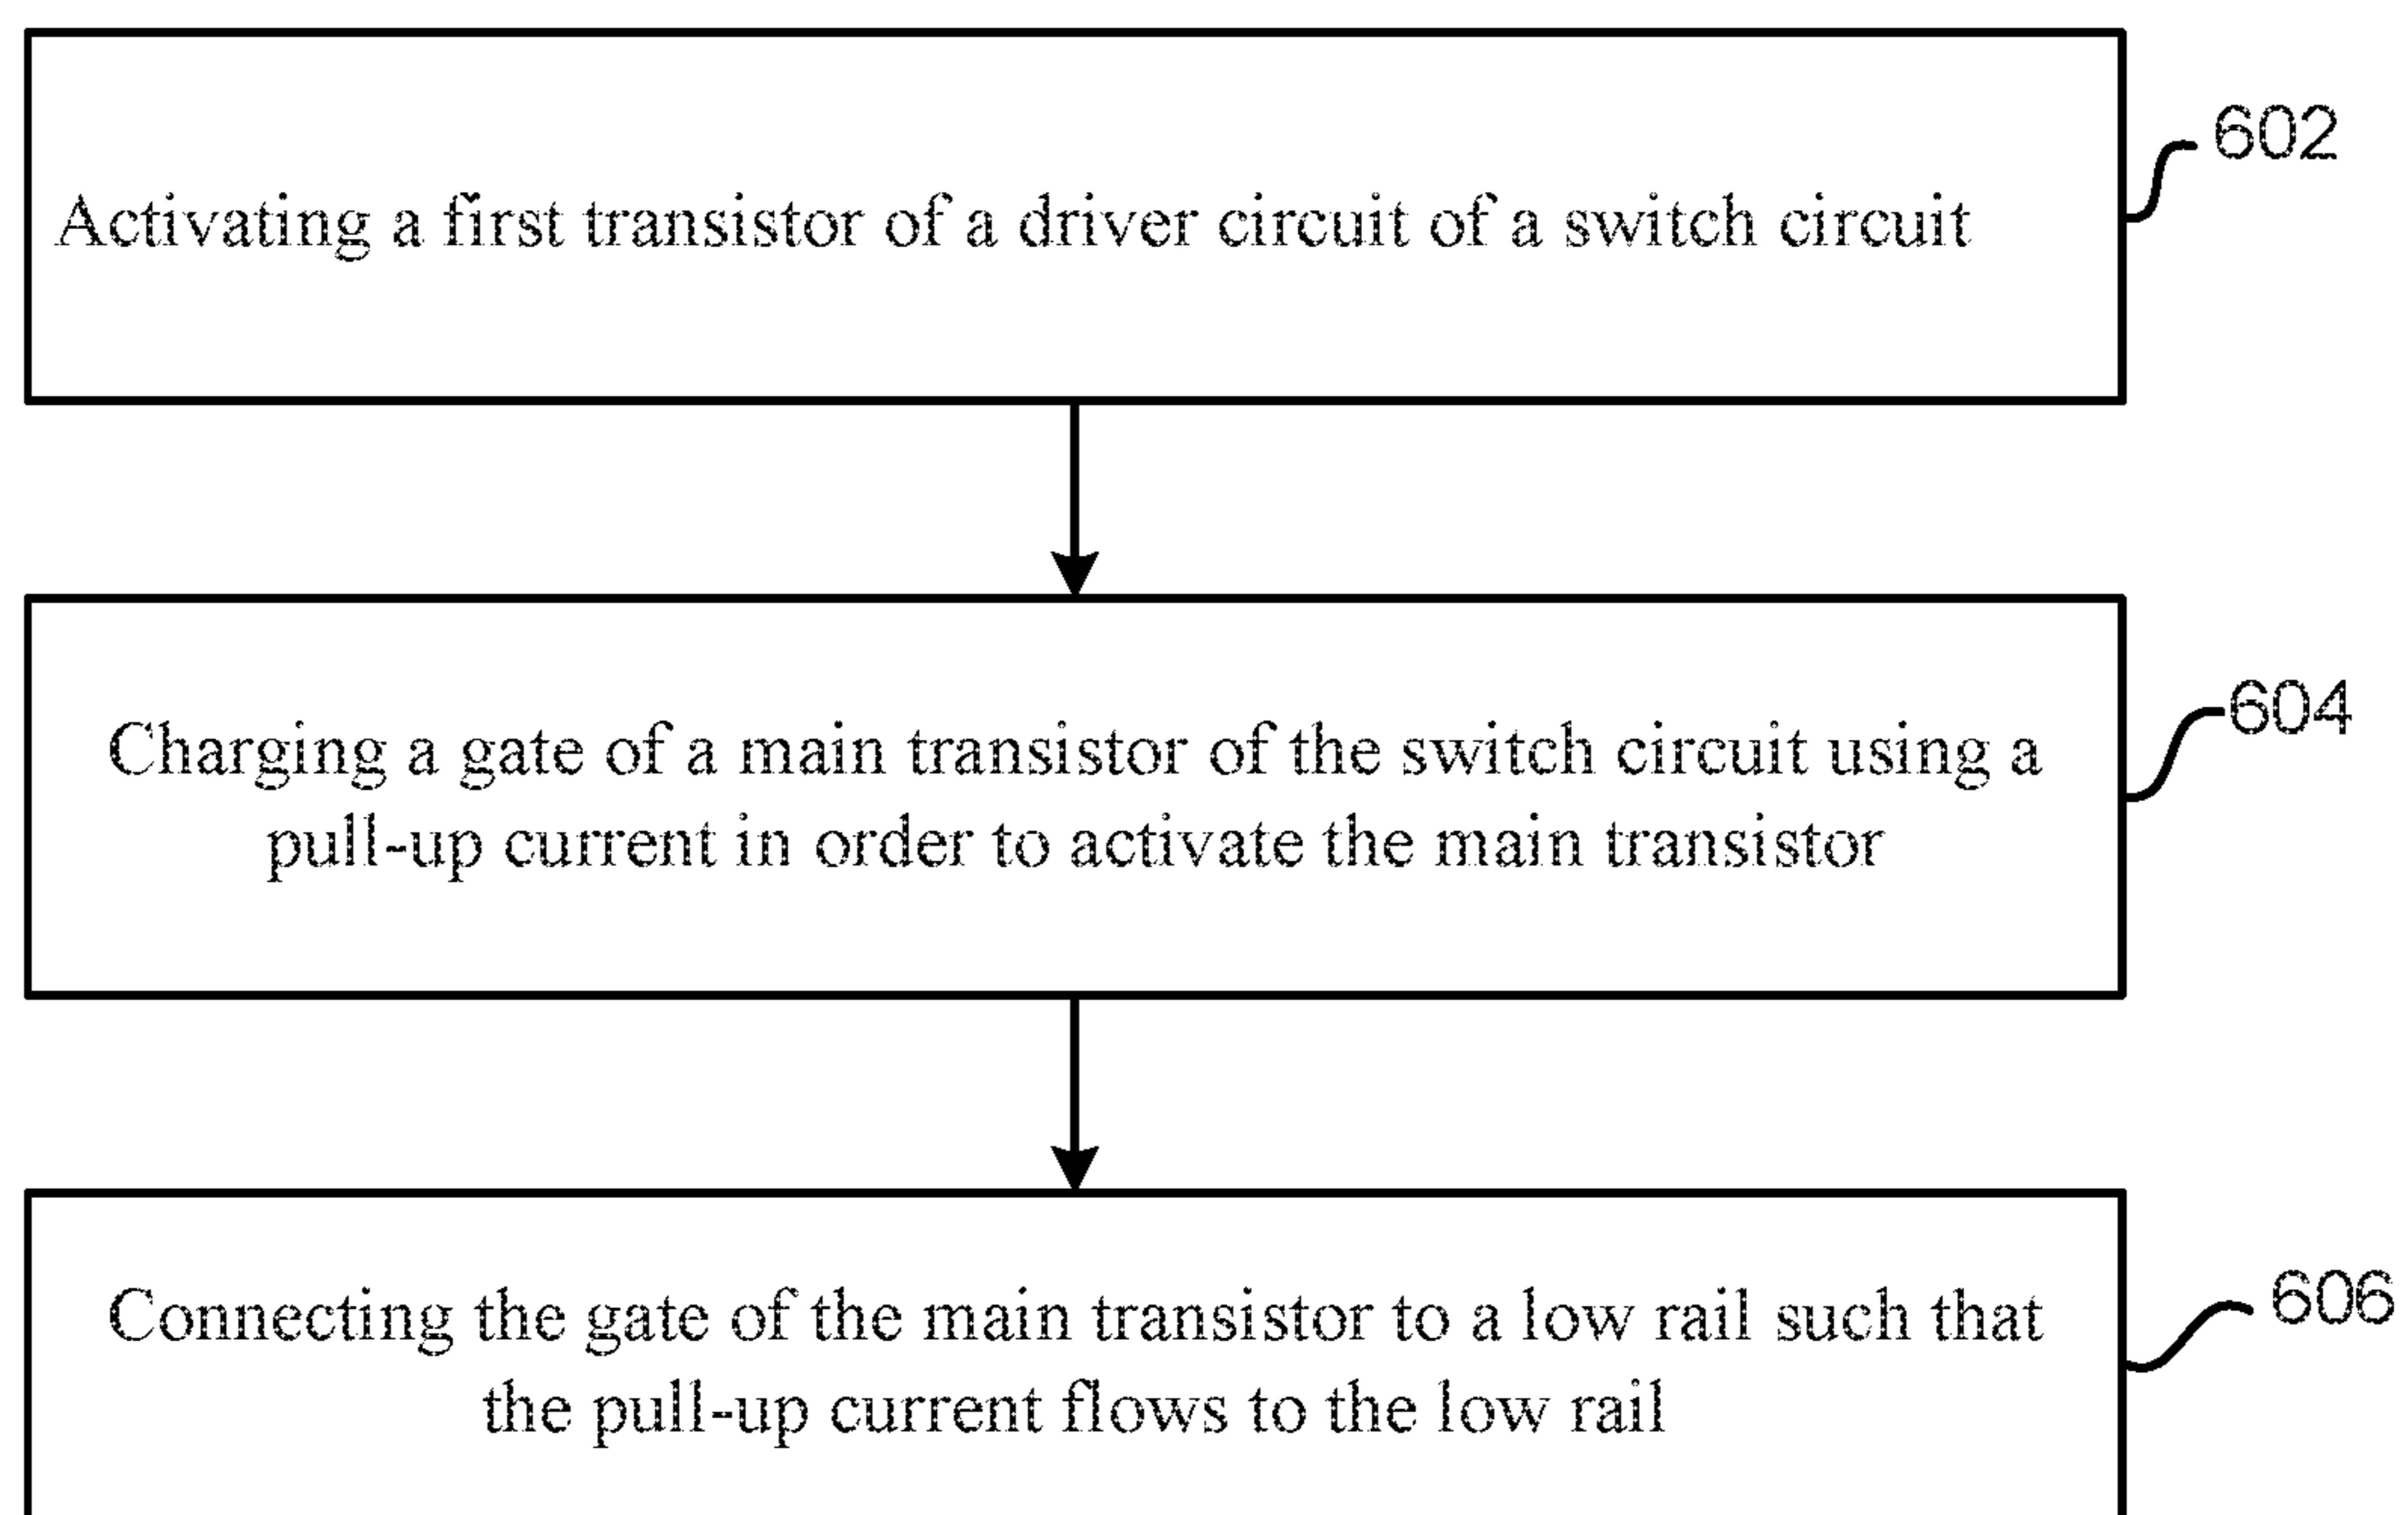 602
Activating a first transistor of a driver circuit of a switch circuit
604
Charging a gate of a main transistor of the switch circuit using a
pull-up current in order to activate the main transistor
606
Connecting the gate of the main transistor to a low rail such that
the pull-up current flows to the low rail